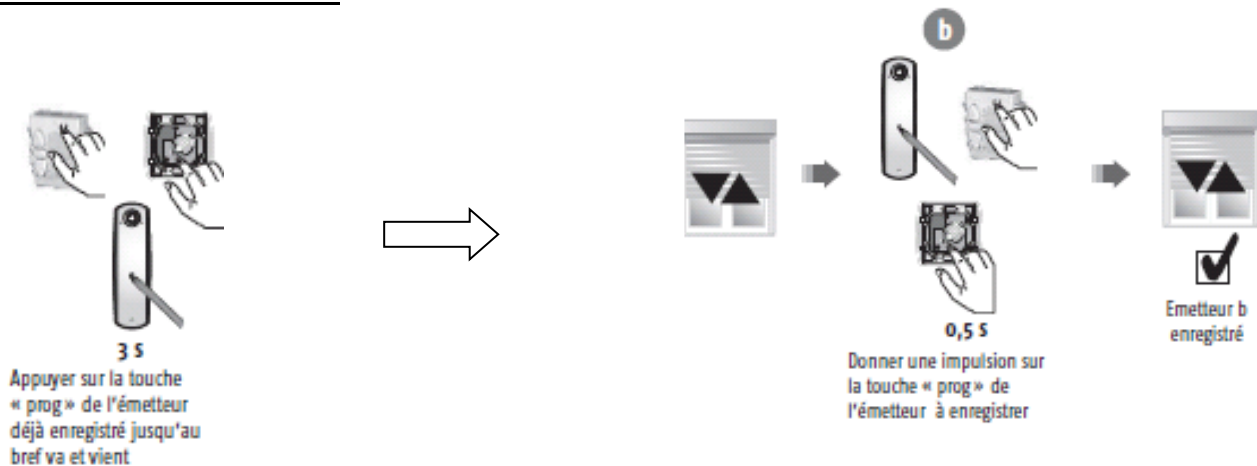 3 s
Appuyer sur la touche
« prog » de l'émetteur
déjà enregistré jusqu'au
bref va et vient
b
0,5 s
Donner une impulsion sur
la touche « prog » de
l'émetteur à enregistrer
Emetteur b
enregistré